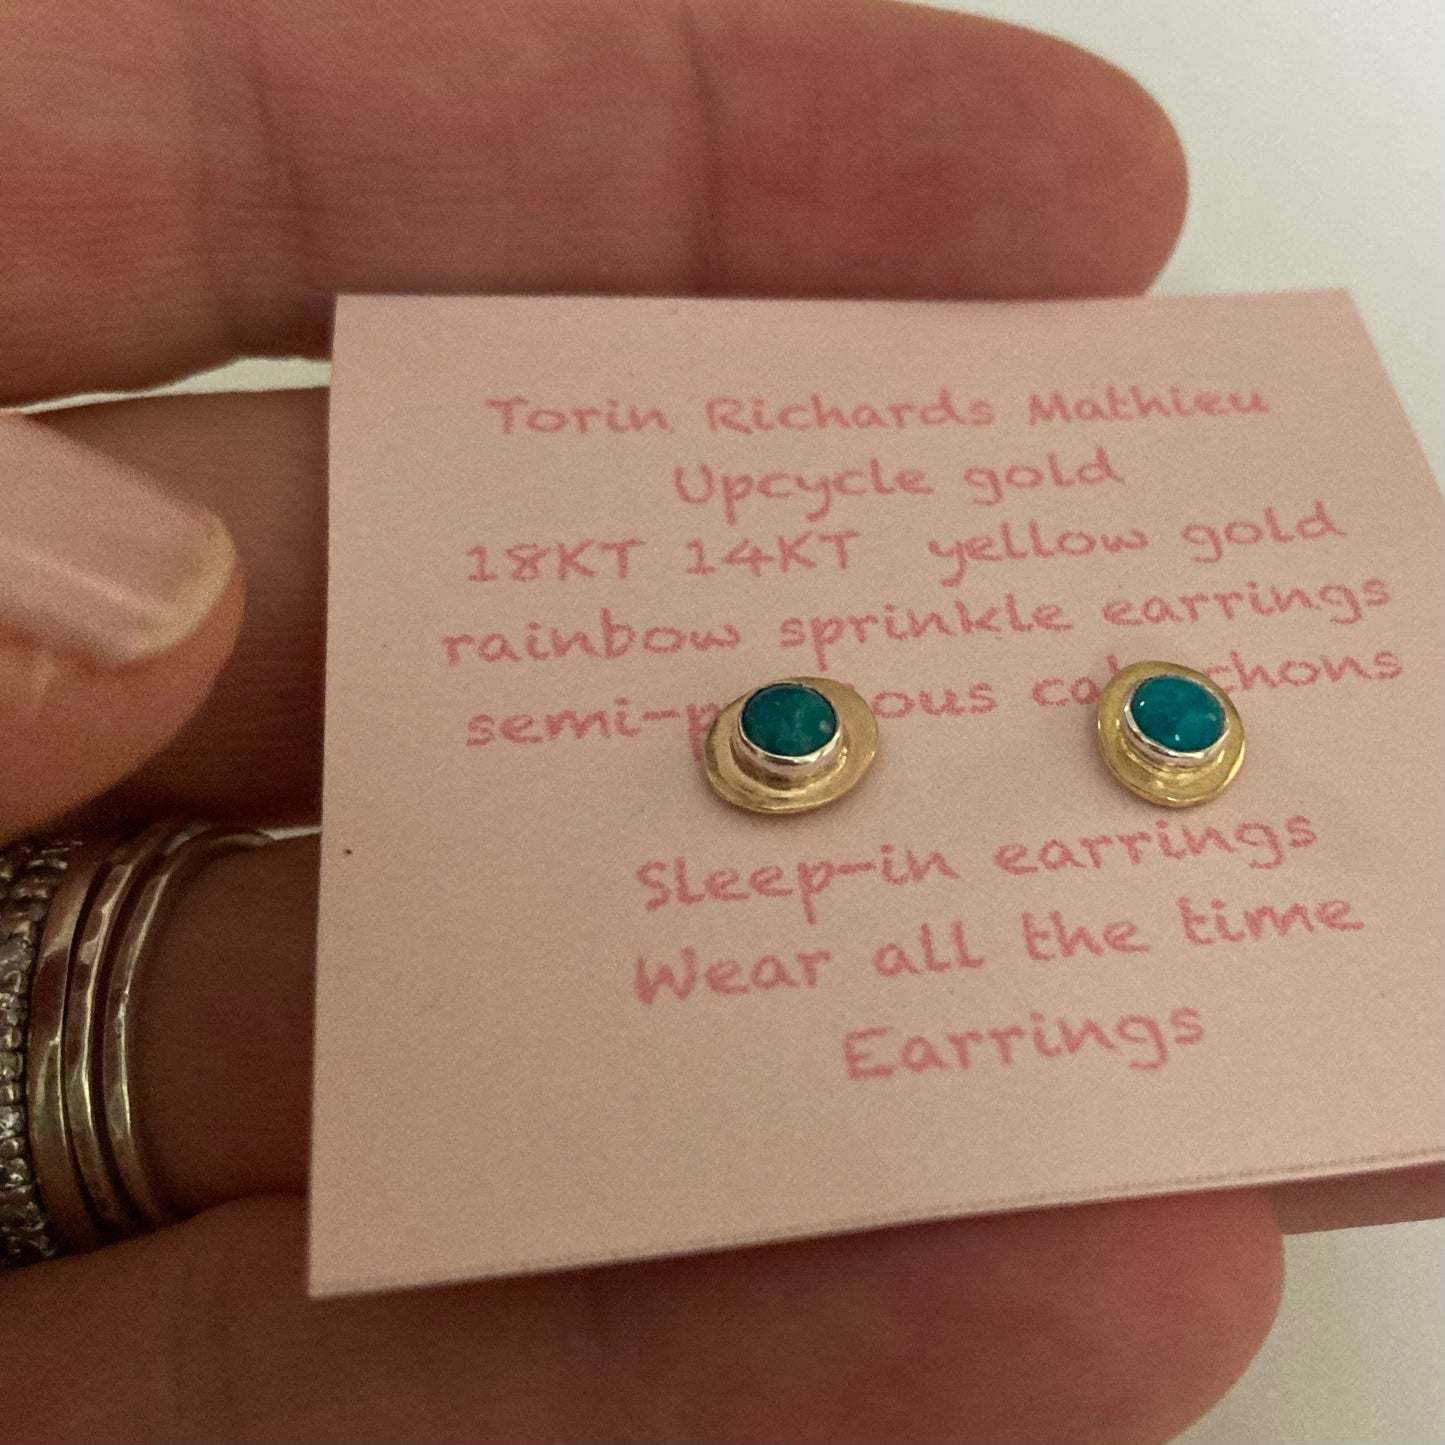 Torin Richards Mathieu
Upcycle gold
18KT 14KT yellow gold
rainbow sprinkle earrings
Sleep-in earrings
Wear all the time
Earrings